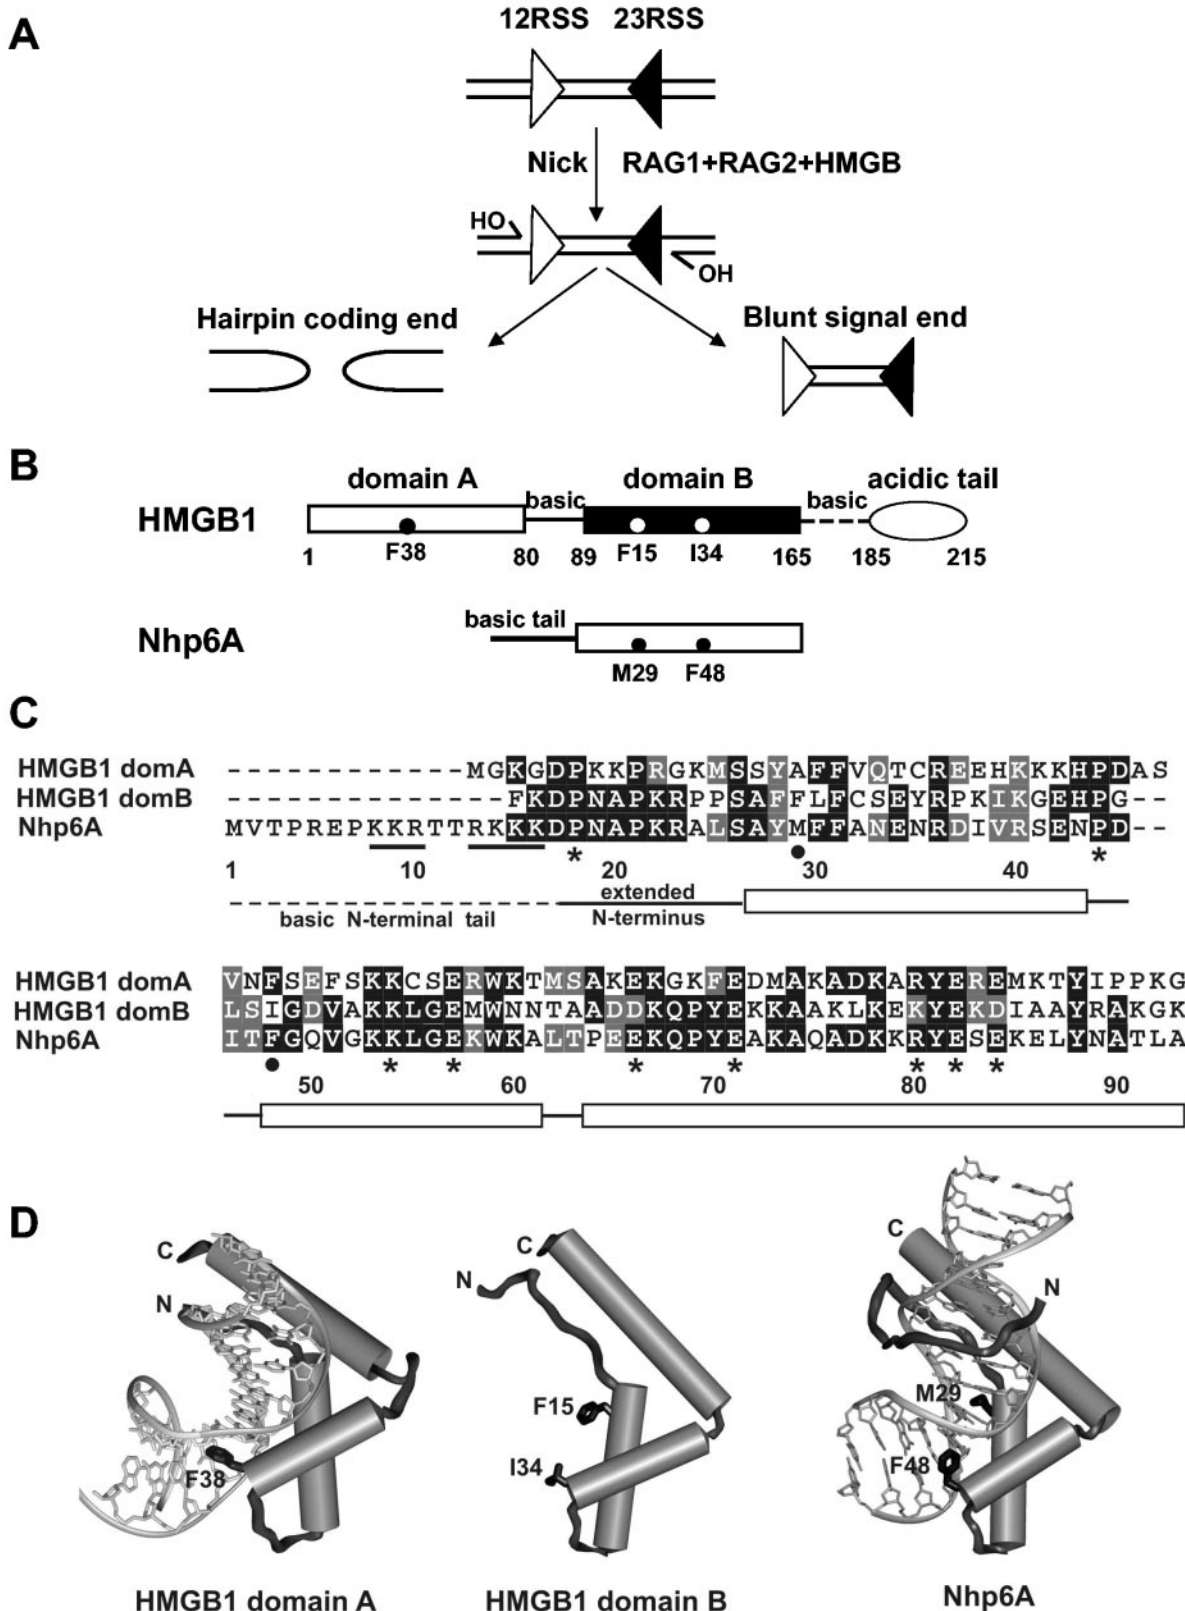 A
12RSS 23RSS
Nick RAG1+RAG2+HMGB
HO
OH
Hairpin coding end
Blunt signal end
B
domain A domain B acidic tail
basic basic
HMGB1
F38 F15 I34
1 80 89 165 185 215
basic tail
Nhp6A
M29 F48
C
HMGB1 domA - - - - - - - - - - - - MGKGDPKKPRGKMSSYAFFVQTCREEHKKKHPDAS
HMGB1 domB - - - - - - - - - - - - - - FKDPNAPKRPPSAFFLFCSEYRPKIKGEHPG--
Nhp6A MVTPREPKKRTTRKKKDPNAPKRALSAYMFFANENRDIVRSENPD--
* ● *
1 10 20 30 40
basic N-terminal tail
extended
N-terminus
HMGB1 domA VNFSEFSKKCSERWKTMSAKEKGKFEDMAKADKARYEREMKTYIPPKG
HMGB1 domB LSIGDVAKKLGEMWNNTAADDKQPYEKKAAKLKEKYEKDIAAYRAKGK
Nhp6A ITFGQVGKKLGEKWKALTPEEKQPYEAKAQADKKRYESEKELYNATLA
● * * * * * * *
50 60 70 80 90
D
C
N
F38
HMGB1 domain A
C
N
F15
I34
HMGB1 domain B
C
N
M29
F48
Nhp6A